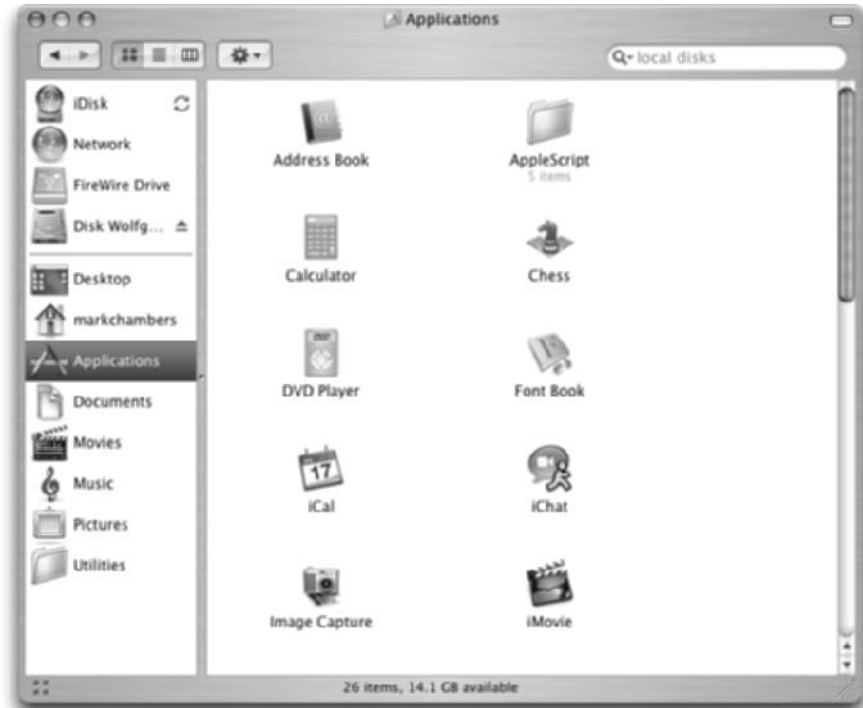 Applications
local disks
iDisk
Network
FireWire Drive
Disk Wolfg...
Desktop
markchambers
Applications
Documents
Movies
Music
Pictures
Utilities
Address Book
AppleScript
5 items
Calculator
Chess
DVD
DVD Player
Font Book
17
iCal
iChat
Image Capture
iMovie
26 items, 14.1 GB available